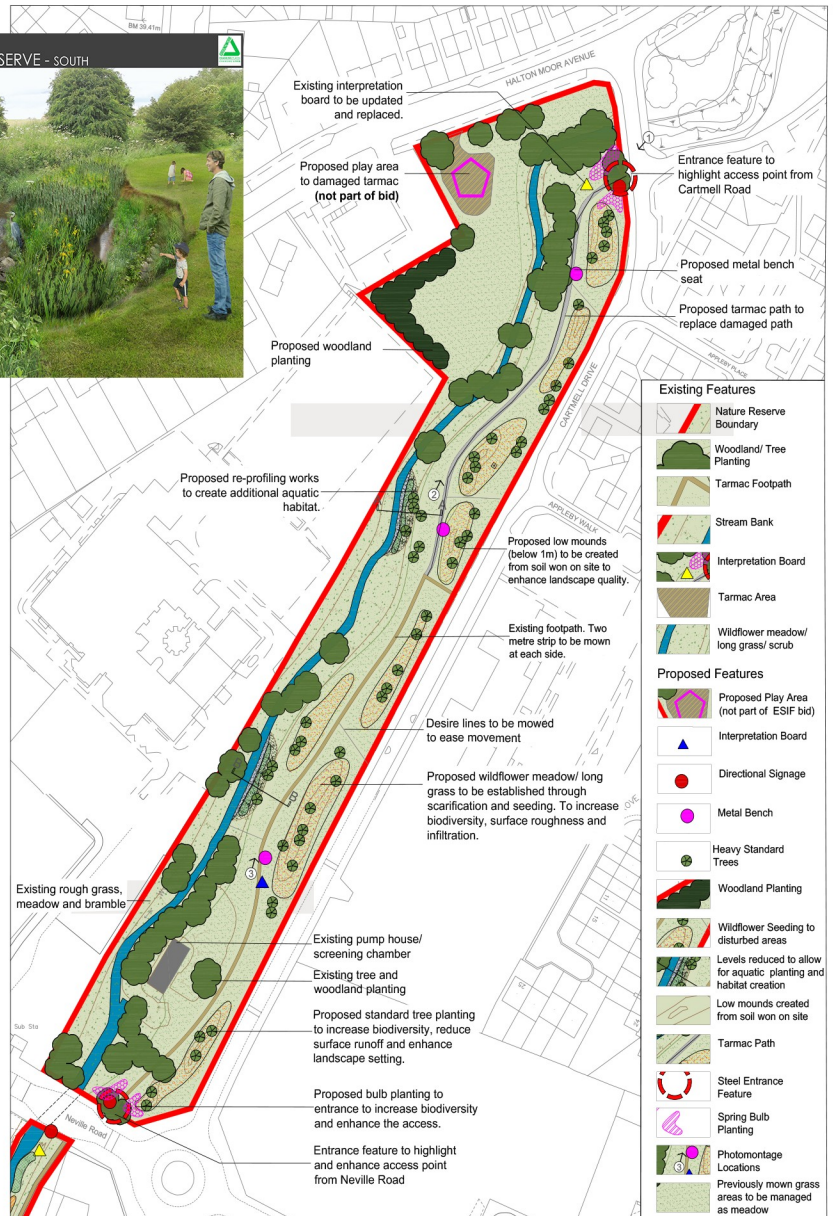 BM 39.41m
SERVE - SOUTH
HALTON MOOR AVENUE
Existing interpretation
board to be updated
and replaced.
1
Proposed play area
to damaged tarmac
(not part of bid)
Entrance feature to
highlight access point from
Cartmell Road
Proposed metal bench
seat
Proposed tarmac path to
replace damaged path
Proposed woodland
planting
APPLEBY PLACE
CARTMELL DRIVE
Proposed re-profiling works
to create additional aquatic
habitat.
2
APPLEBY WALK
Proposed low mounds
(below 1m) to be created
from soil won on site to
enhance landscape quality.
Existing footpath. Two
metre strip to be mown
at each side.
Desire lines to be mowed
to ease movement
Proposed wildflower meadow/ long
grass to be established through
scarification and seeding. To increase
biodiversity, surface roughness and
infiltration.
3
Existing rough grass,
meadow and bramble
Existing pump house/
screening chamber
Existing tree and
woodland planting
Proposed standard tree planting
to increase biodiversity, reduce
surface runoff and enhance
landscape setting.
Sub Sta
Proposed bulb planting to
entrance to increase biodiversity
and enhance the access.
Neville Road
Entrance feature to highlight
and enhance access point
from Neville Road
Existing Features
Nature Reserve
Boundary
Woodland/ Tree
Planting
Tarmac Footpath
Stream Bank
Interpretation Board
Tarmac Area
Wildflower meadow/
long grass/ scrub
Proposed Features
Proposed Play Area
(not part of ESIF bid)
Interpretation Board
Directional Signage
Metal Bench
Heavy Standard
Trees
Woodland Planting
Wildflower Seeding to
disturbed areas
Levels reduced to allow
for aquatic planting and
habitat creation
Low mounds created
from soil won on site
Tarmac Path
Steel Entrance
Feature
Spring Bulb
Planting
Photomontage
Locations
3
Previously mown grass
areas to be managed
as meadow